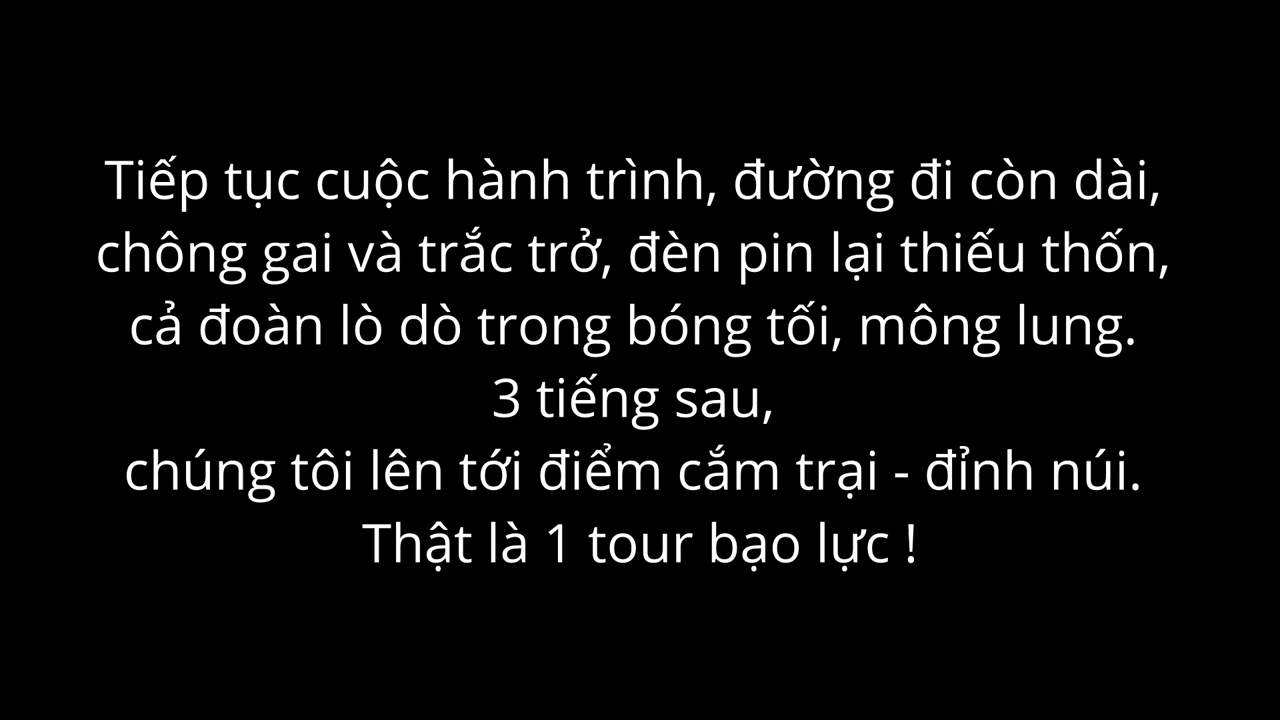 Tiếp tục cuộc hành trình, đường đi còn dài,
chông gai và trắc trở, đèn pin lại thiếu thốn,
cả đoàn lò dò trong bóng tối, mông lung.
3 tiếng sau,
chúng tôi lên tới điểm cắm trại - đỉnh núi.
Thật là 1 tour bạo lực !